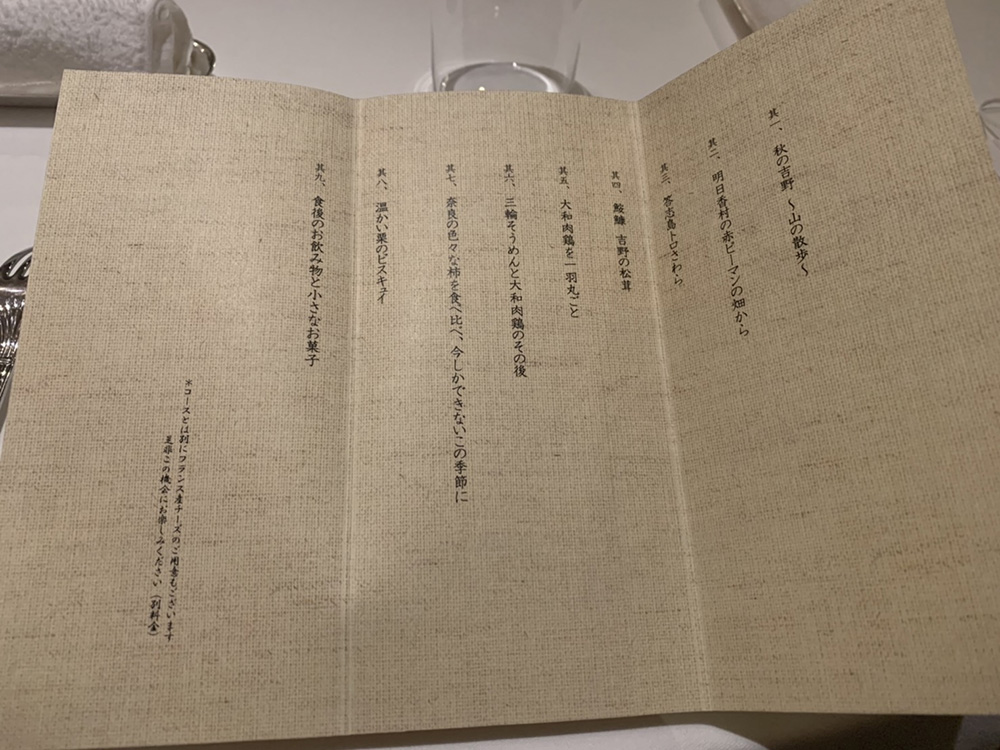 其一、秋の吉野 〜山の散歩〜
其二、明日香村の赤ピーマンの畑から
其三、答志島トロさわら
其四、鮟鱇 吉野の松茸
其五、大和肉鶏を一羽丸ごと
其六、三輪そうめんと大和肉鶏のその後
其七、奈良の色々な柿を食べ比べ、今しかできないこの季節に
其八、温かい栗のビスキュイ
其九、食後のお飲み物と小さなお菓子
*コースとは別にフランス産チーズのご用意もございます
是非この機会にお楽しみください（別料金）